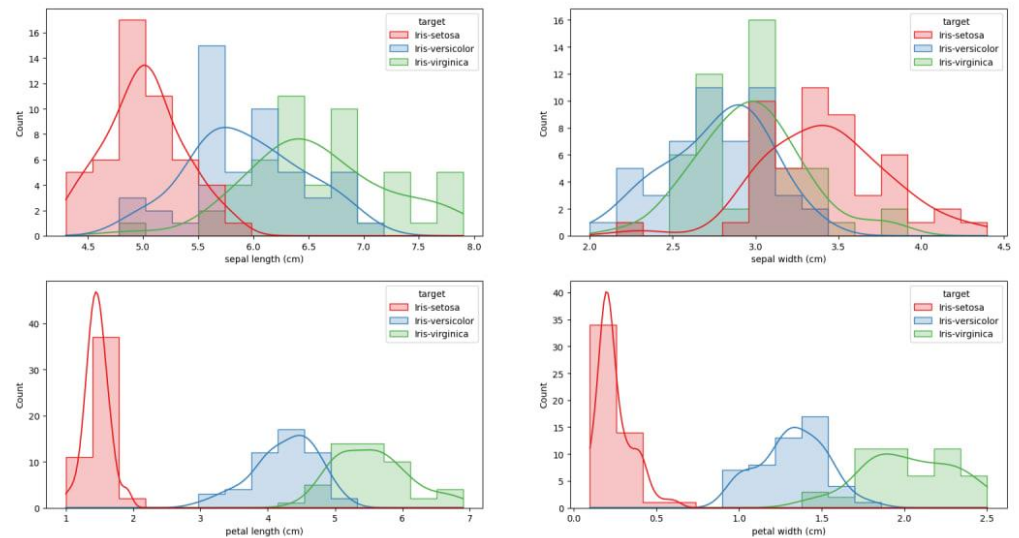 target
Iris-setosa
Iris-versicolor
Iris-virginica
Count
16
14
12
10
8
6
4
2
0
4.5 5.0 5.5 6.0 6.5 7.0 7.5 8.0
sepal length (cm)
target
Iris-setosa
Iris-versicolor
Iris-virginica
Count
16
14
12
10
8
6
4
2
0
2.0 2.5 3.0 3.5 4.0 4.5
sepal width (cm)
target
Iris-setosa
Iris-versicolor
Iris-virginica
Count
40
30
20
10
0
1 2 3 4 5 6 7
petal length (cm)
target
Iris-setosa
Iris-versicolor
Iris-virginica
Count
40
35
30
25
20
15
10
5
0
0.0 0.5 1.0 1.5 2.0 2.5
petal width (cm)